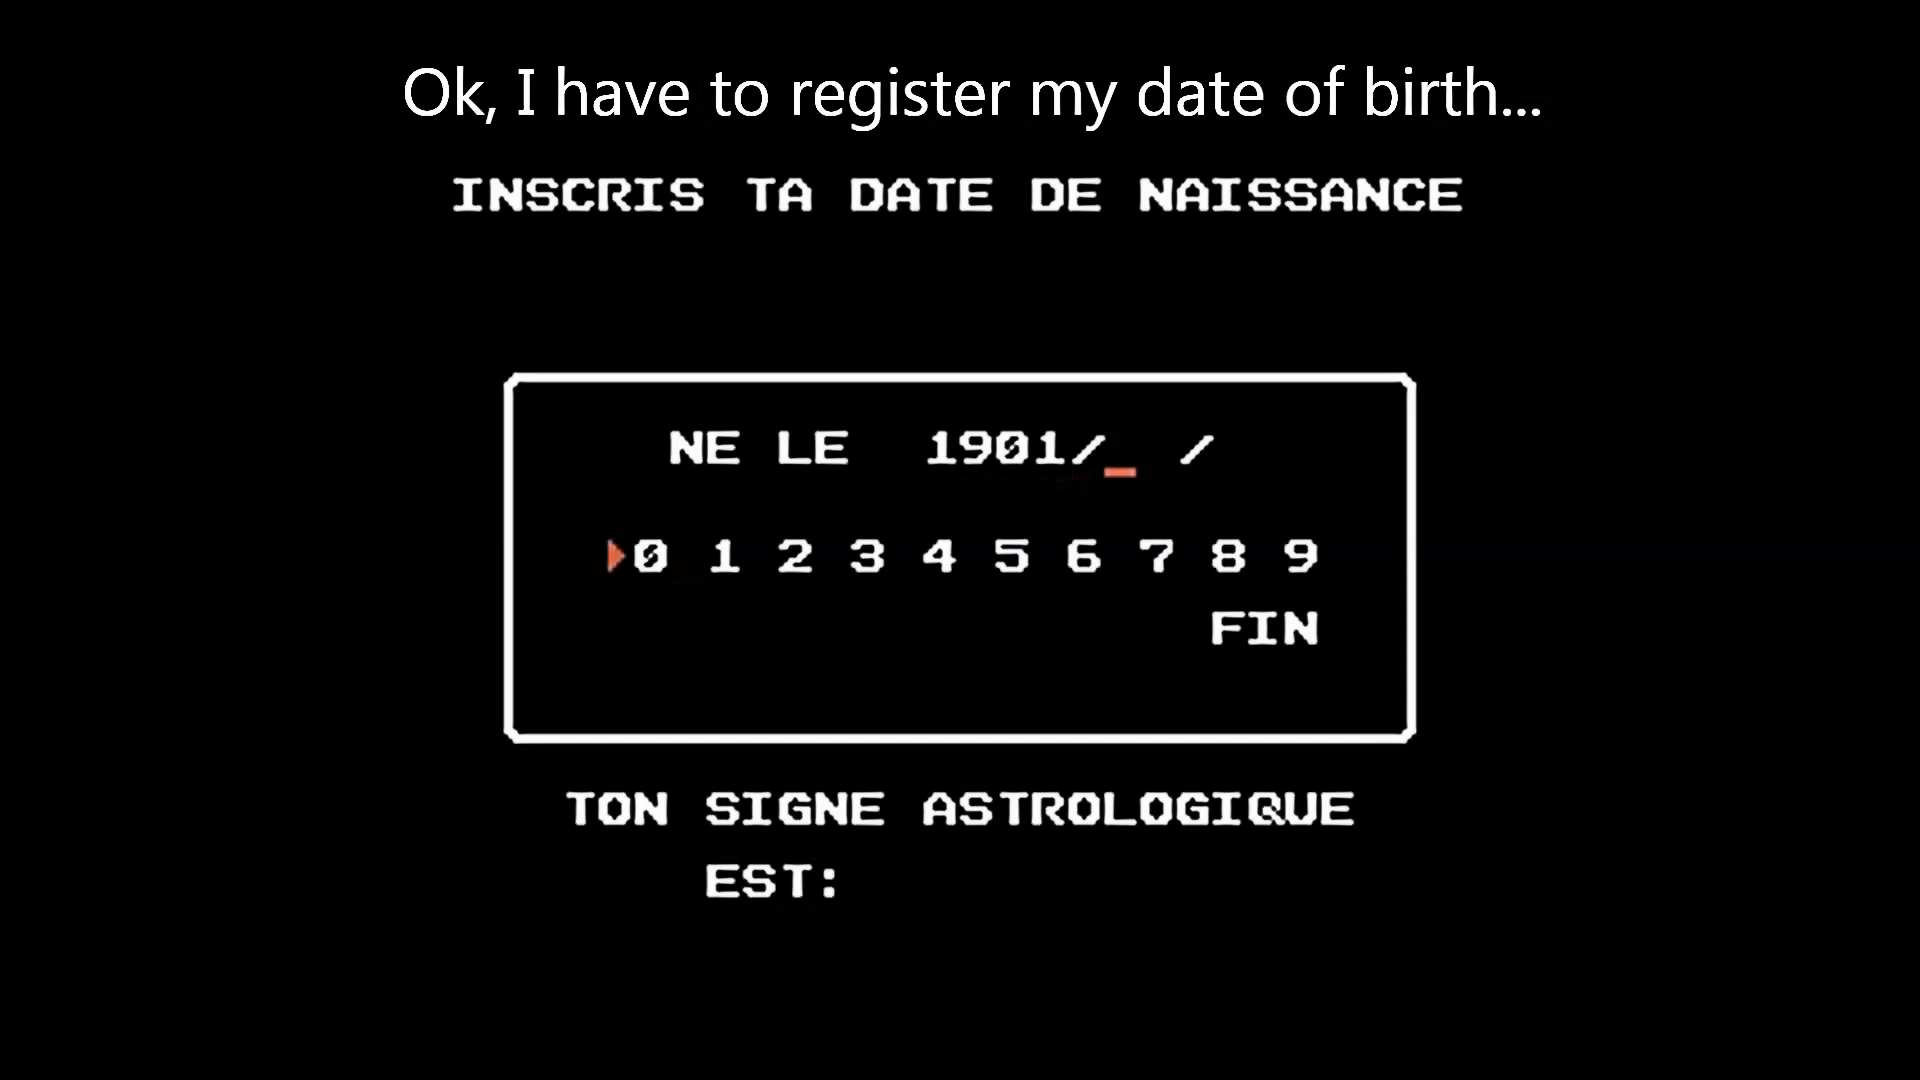 Ok, I have to register my date of birth...
INSCRIS TA DATE DE NAISSANCE
NE LE 1901/_ /
0 1 2 3 4 5 6 7 8 9
FIN
TON SIGNE ASTROLOGIQUE
EST: